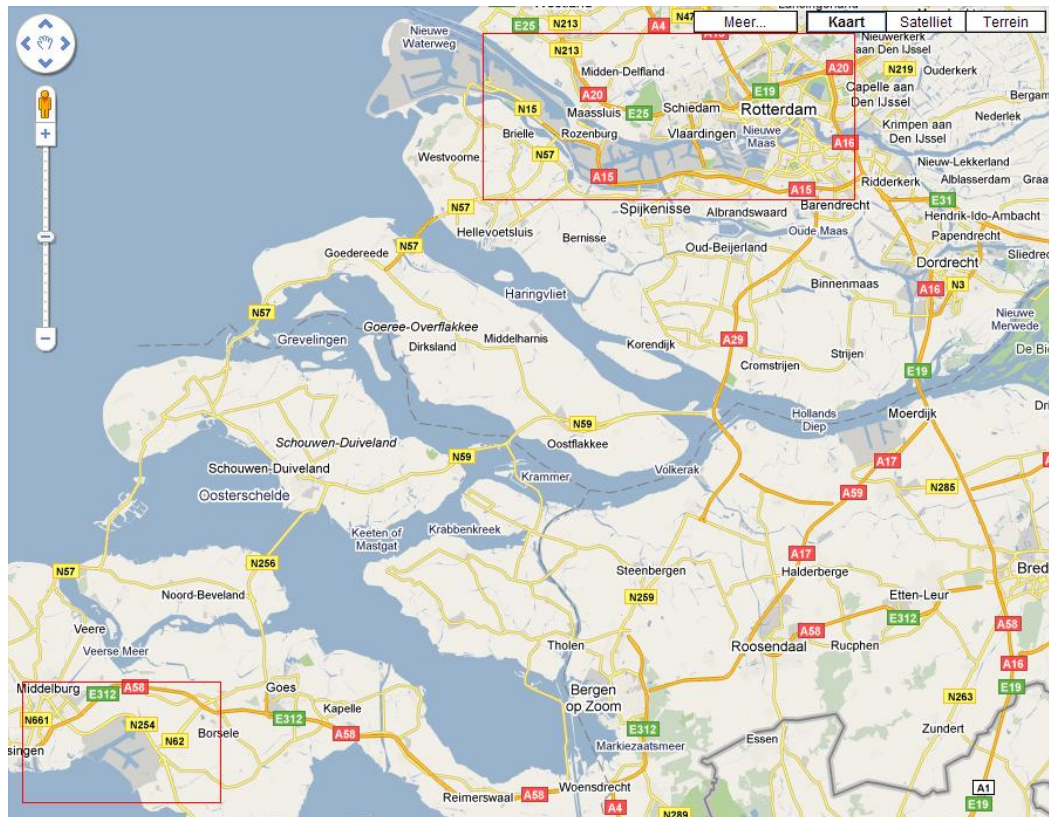 Meer...
Kaart
Satelliet
Terrein
E25
N213
A4
N47
Nieuwe
Waterweg
N213
Midden-Delfland
A20
Nieuwerkerk
aan Den IJssel
N219
Ouderkerk
E19
Capelle aan
Den IJssel
A20
Maassluis
E25
Schiedam
Rotterdam
Bergam
Nederlek
N15
Brielle
Rozenburg
Vlaardingen
Nieuwe
Maas
Krimpen aan
Den IJssel
A16
N57
Westvoorne
Nieuw-Lekkerland
A15
A15
Ridderkerk
Alblasserdam
Graa
E31
N57
Spijkenisse
Albrandswaard
Barendrecht
Hendrik-Ido-Ambacht
Hellevoetsluis
Bernisse
Oude Maas
Papendrecht
N57
Goedereede
Oud-Beijerland
Dordrecht
Sliedrec
Haringvliet
Binnenmaas
A16
N3
N57
Nieuwe
Merwede
Goeree-Overflakkee
Grevelingen
Dirksland
Middelharnis
Korendijk
A29
Strijen
De Bie
Cromstrijen
E19
Hollands
Diep
Moerdijk
N59
Oostflakkee
Schouwen-Duiveland
N59
Schouwen-Duiveland
Krammer
Volkerak
A17
Oosterschelde
A59
N285
Keeten of
Mastgat
Krabbenkreek
A17
N256
N57
Steenbergen
Halderberge
Bred
Noord-Beveland
N259
Etten-Leur
E312
Veere
A58
A58
Veerse Meer
Tholen
Roosendaal
Rucphen
A16
Middelburg
E312
A58
Goes
Bergen
op Zoom
E19
N263
N661
N254
E312
Kapelle
N62
Borsele
A58
E312
Zundert
singen
Markiezaatsmeer
Essen
Reimerswaal
A58
Woensdrecht
A1
A4
N289
E19